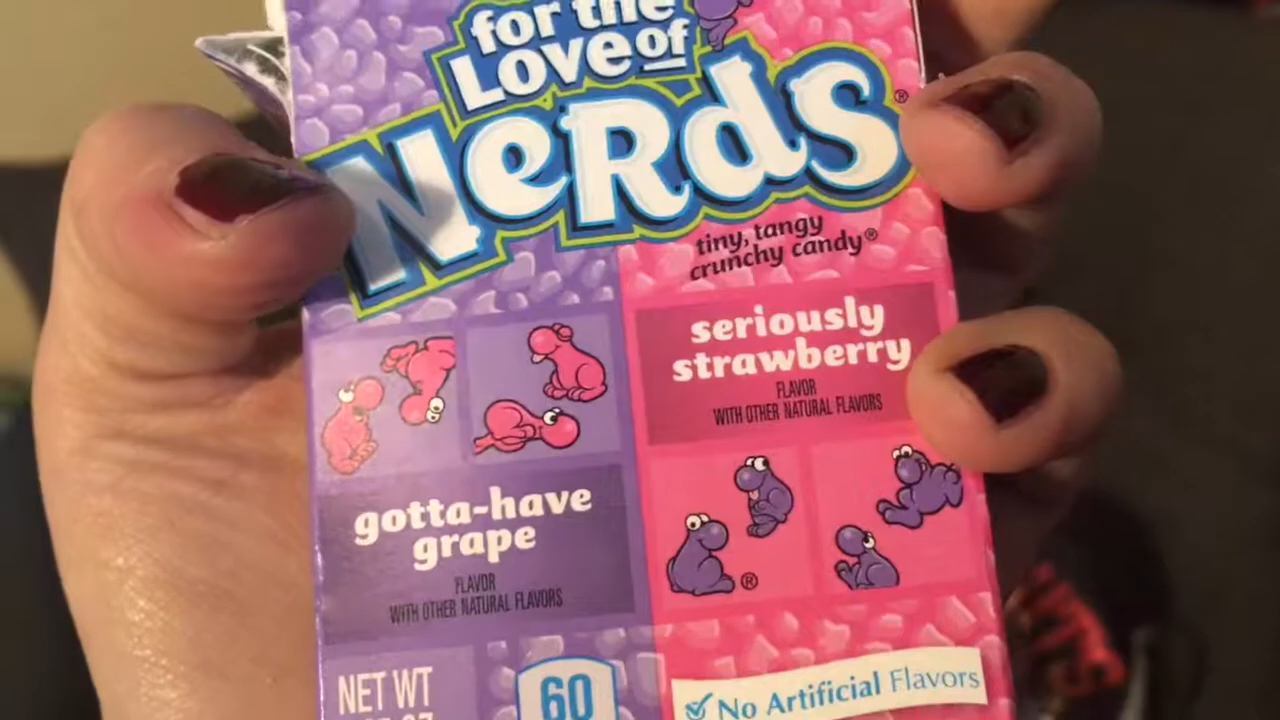 for the
Love of
NeRds®
tiny, tangy
crunchy candy®
seriously
strawberry
FLAVOR
WITH OTHER NATURAL FLAVORS
gotta-have
grape
FLAVOR
WITH OTHER NATURAL FLAVORS
®
NET WT
60
No Artificial Flavors